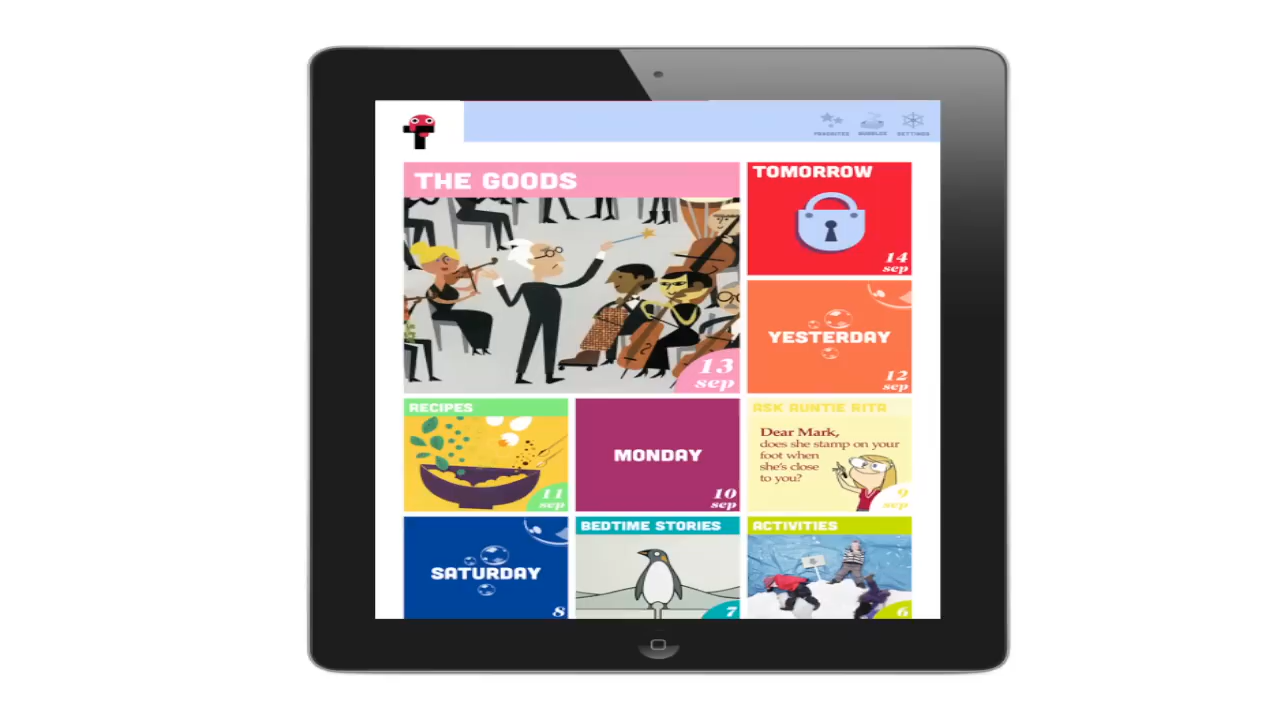 FAVORITES
BUBBLES
SETTINGS
THE GOODS
13
sep
TOMORROW
14
sep
YESTERDAY
12
sep
RECIPES
11
sep
MONDAY
10
sep
ASK AUNTIE RITA
Dear Mark,
does she stamp on your
foot when
she's close
to you?
9
sep
SATURDAY
8
BEDTIME STORIES
7
ACTIVITIES
6